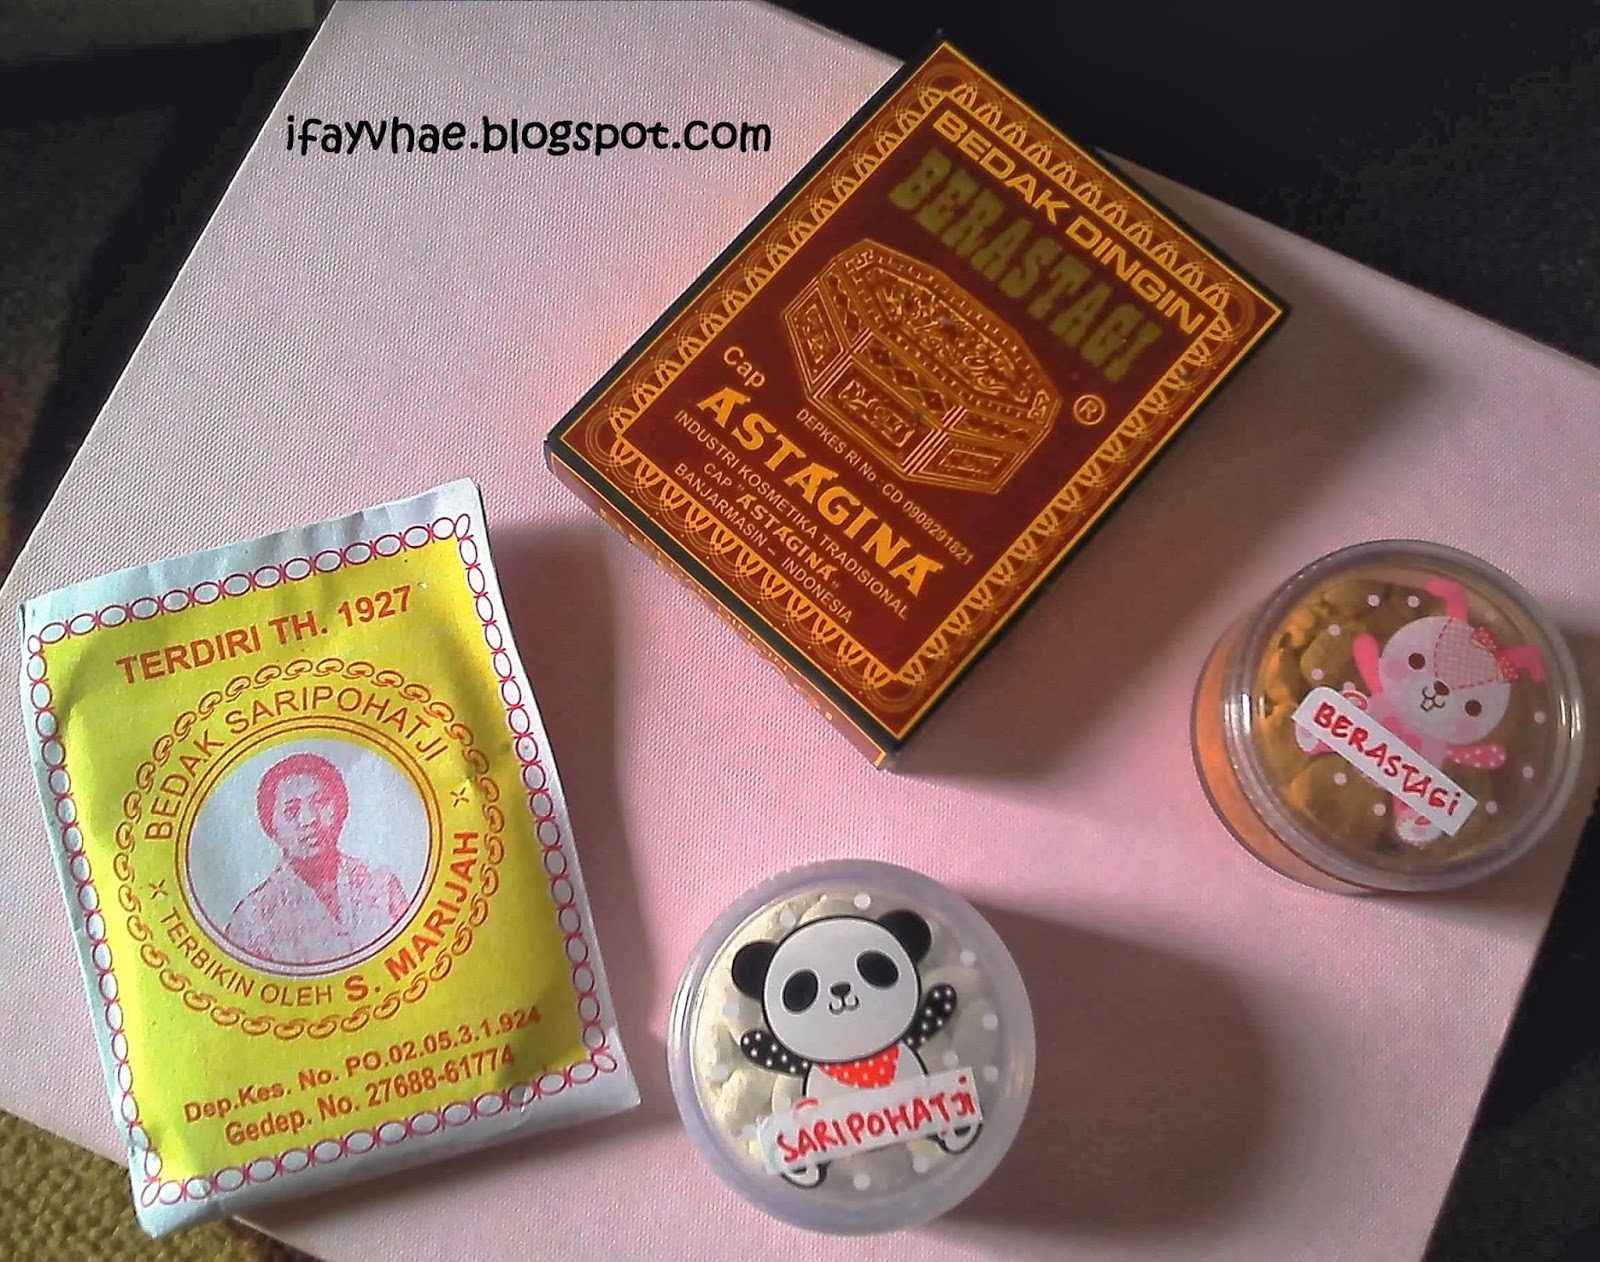 ifayvhae.blogspot.com
BEDAK DINGIN
BERASTAGI
®
Cap
ASTAGINA
DEPKES RI No : CD 0908291821
INDUSTRI KOSMETIKA TRADISIONAL
CAP "ASTAGINA"
BANJARMASIN - INDONESIA
TERDIRI TH. 1927
BEDAK SARIPOHATJI
TERBIKIN OLEH S. MARIJAH
Dep.Kes. No. PO.02.05.3.1.924
Gedep. No. 27688-61774
BERASTAGi
SARIPOHATJi